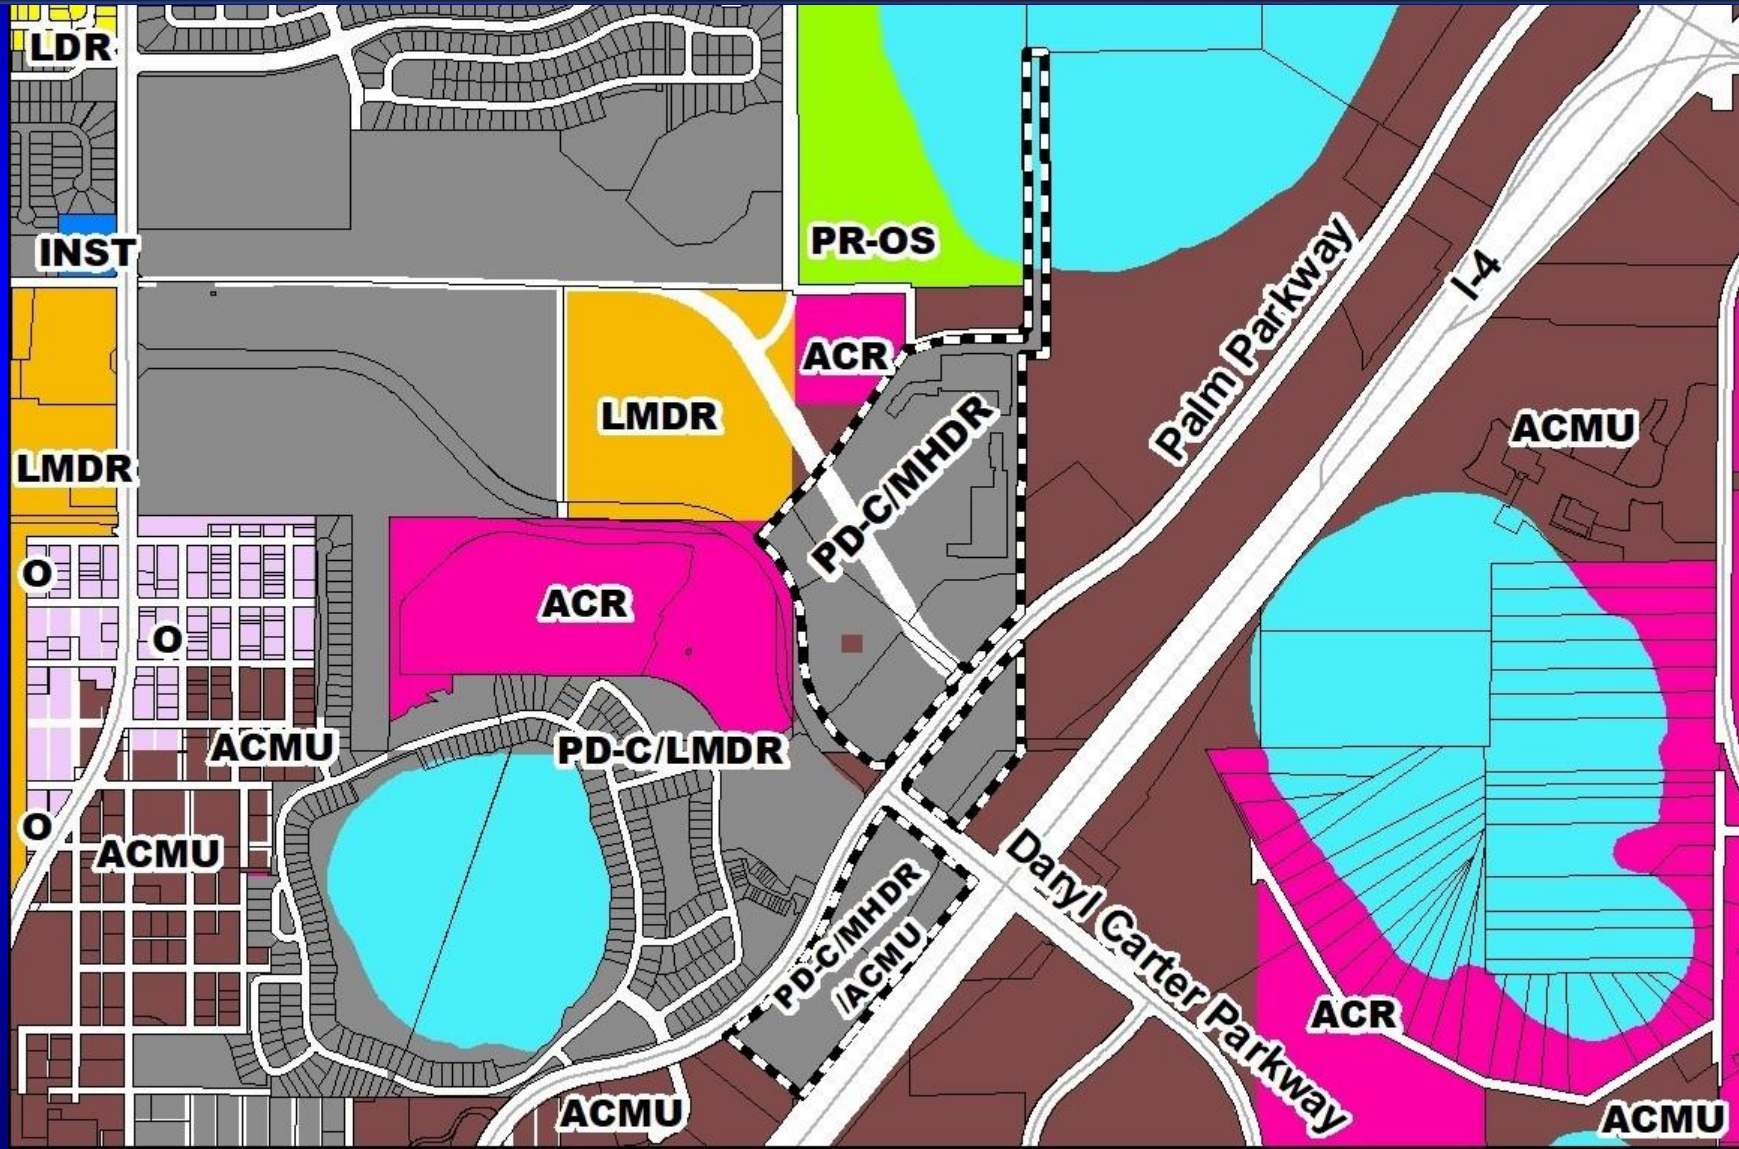 LDR
INST
PR-OS
Palm Parkway
I-4
ACR
LMDR
PD-C/MHDR
ACMU
LMDR
O
ACR
O
ACMU
PD-C/LMDR
O
ACMU
Daryl Carter Parkway
PD-C/MHDR
/ACMU
ACR
ACMU
ACMU